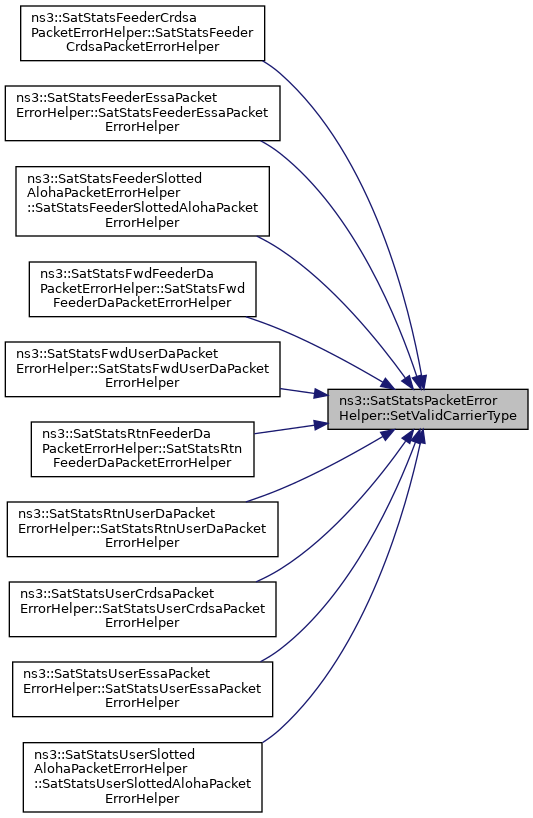 ns3::SatStatsFeederCrdsa
PacketErrorHelper::SatStatsFeeder
CrdsaPacketErrorHelper
ns3::SatStatsFeederEssaPacket
ErrorHelper::SatStatsFeederEssaPacket
ErrorHelper
ns3::SatStatsFeederSlotted
AlohaPacketErrorHelper
::SatStatsFeederSlottedAlohaPacket
ErrorHelper
ns3::SatStatsFwdFeederDa
PacketErrorHelper::SatStatsFwd
FeederDaPacketErrorHelper
ns3::SatStatsFwdUserDaPacket
ErrorHelper::SatStatsFwdUserDaPacket
ErrorHelper
ns3::SatStatsPacketError
Helper::SetValidCarrierType
ns3::SatStatsRtnFeederDa
PacketErrorHelper::SatStatsRtn
FeederDaPacketErrorHelper
ns3::SatStatsRtnUserDaPacket
ErrorHelper::SatStatsRtnUserDaPacket
ErrorHelper
ns3::SatStatsUserCrdsaPacket
ErrorHelper::SatStatsUserCrdsaPacket
ErrorHelper
ns3::SatStatsUserEssaPacket
ErrorHelper::SatStatsUserEssaPacket
ErrorHelper
ns3::SatStatsUserSlotted
AlohaPacketErrorHelper
::SatStatsUserSlottedAlohaPacket
ErrorHelper